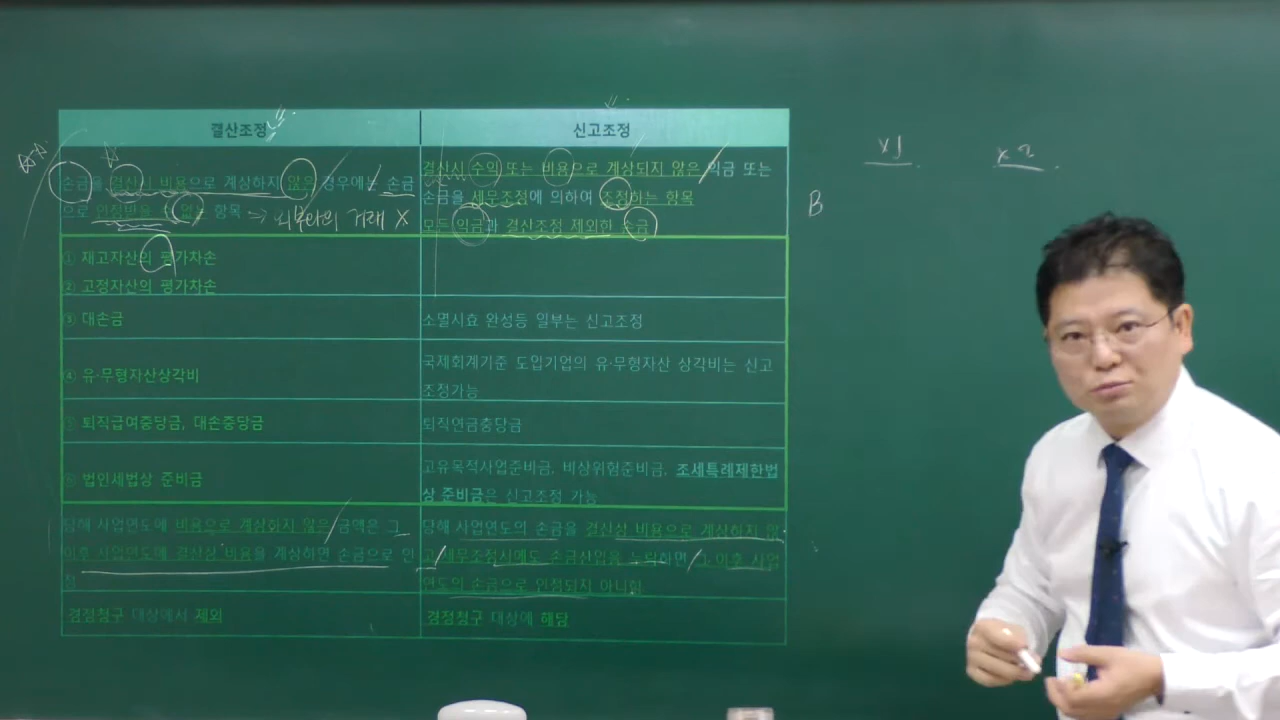 결산조정
신고조정
손금을 결산시 비용으로 계상하지 않은 경우에는 손금
으로 인정받을 수 없는 항목 → 외부와의 거래 X
결산시 수익 또는 비용으로 계상되지 않은 익금 또는
손금을 세무조정에 의하여 조정하는 항목
모든 익금과 결산조정 제외한 손금
① 재고자산의 평가차손
② 고정자산의 평가차손
③ 대손금
소멸시효 완성등 일부는 신고조정
④ 유·무형자산상각비
국제회계기준 도입기업의 유·무형자산 상각비는 신고
조정가능
⑤ 퇴직급여충당금, 대손충당금
퇴직연금충당금
⑥ 법인세법상 준비금
고유목적사업준비금, 비상위험준비금, 조세특례제한법
상 준비금은 신고조정 가능
당해 사업연도에 비용으로 계상하지 않은 금액은 그
이후 사업연도에 결산상 비용을 계상하면 손금으로 인
정
당해 사업연도의 손금을 결산상 비용으로 계상하지 않
고 세무조정시에도 손금산입을 누락하면 그 이후 사업
연도의 손금으로 인정되지 아니함
경정청구 대상에서 제외
경정청구 대상에 해당
X1
X2
B